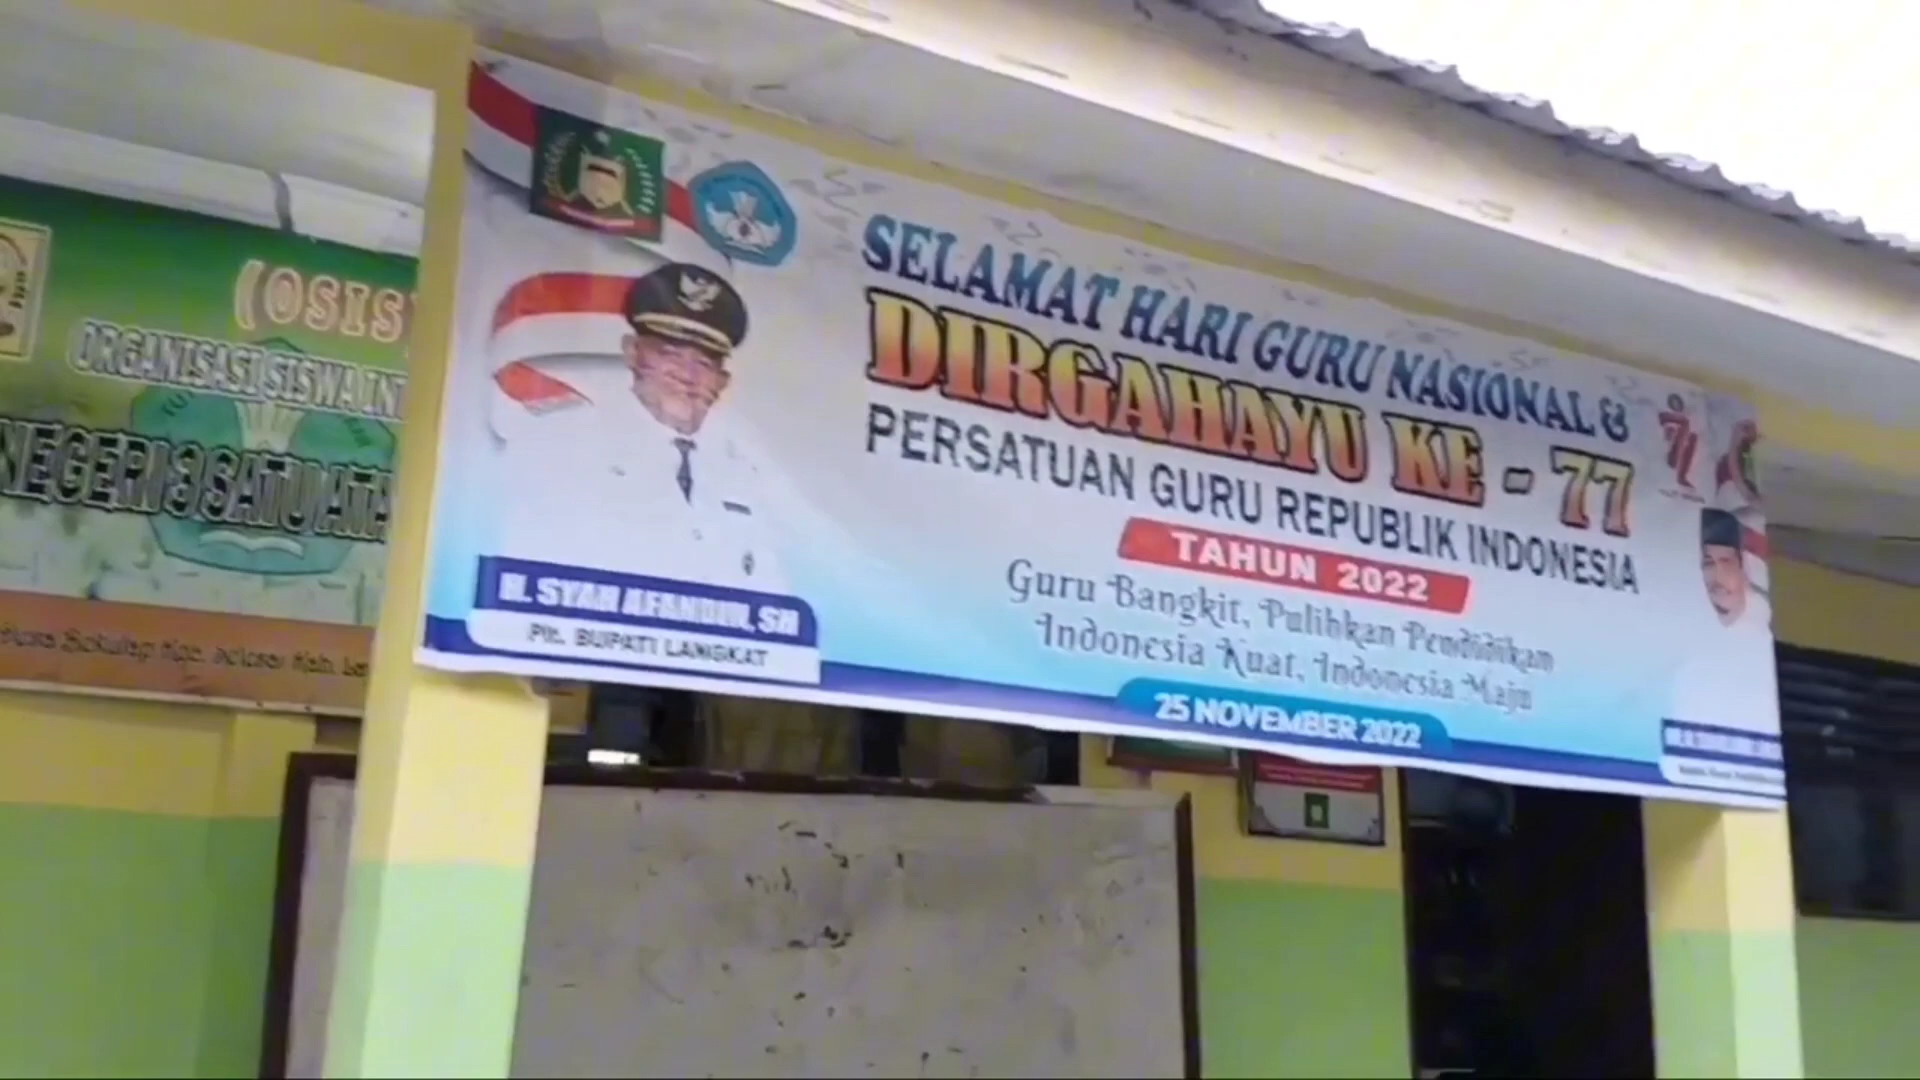 (OSIS
ORGANISASI SISWA INT
NEGERI 3 SATU ATA
SELAMAT HARI GURU NASIONAL &
DIRGAHAYU KE - 77
PERSATUAN GURU REPUBLIK INDONESIA
TAHUN 2022
Guru Bangkit, Pulihkan Pendidikan
Indonesia Kuat, Indonesia Maju
25 NOVEMBER 2022
H. SYAH AFANDIN, SH
Plt. BUPATI LANGKAT